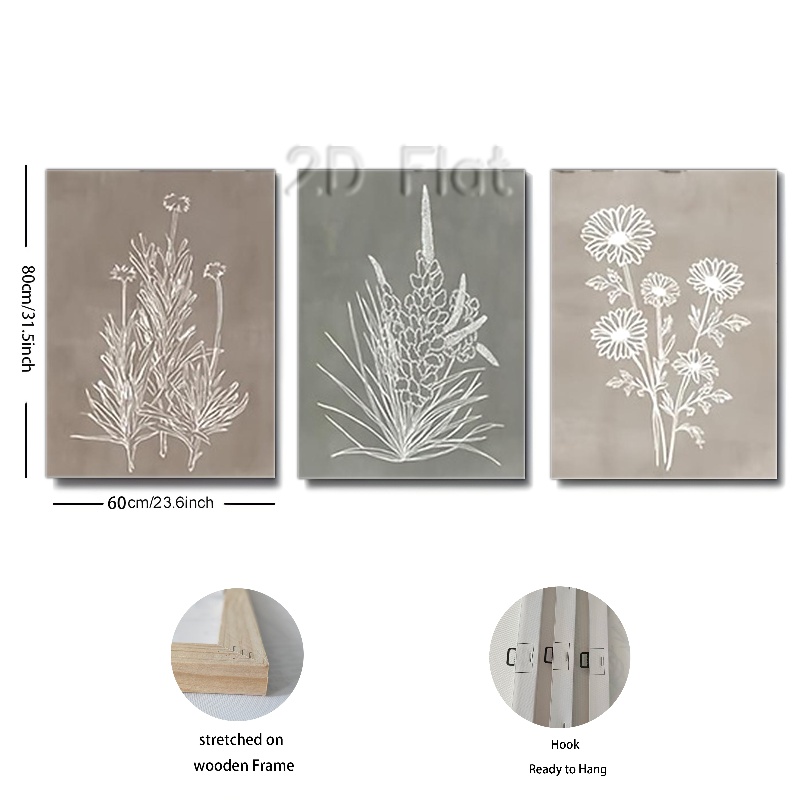 2D Flat
80cm/31.5inch
60cm/23.6inch
stretched on
wooden Frame
Hook
Ready to Hang